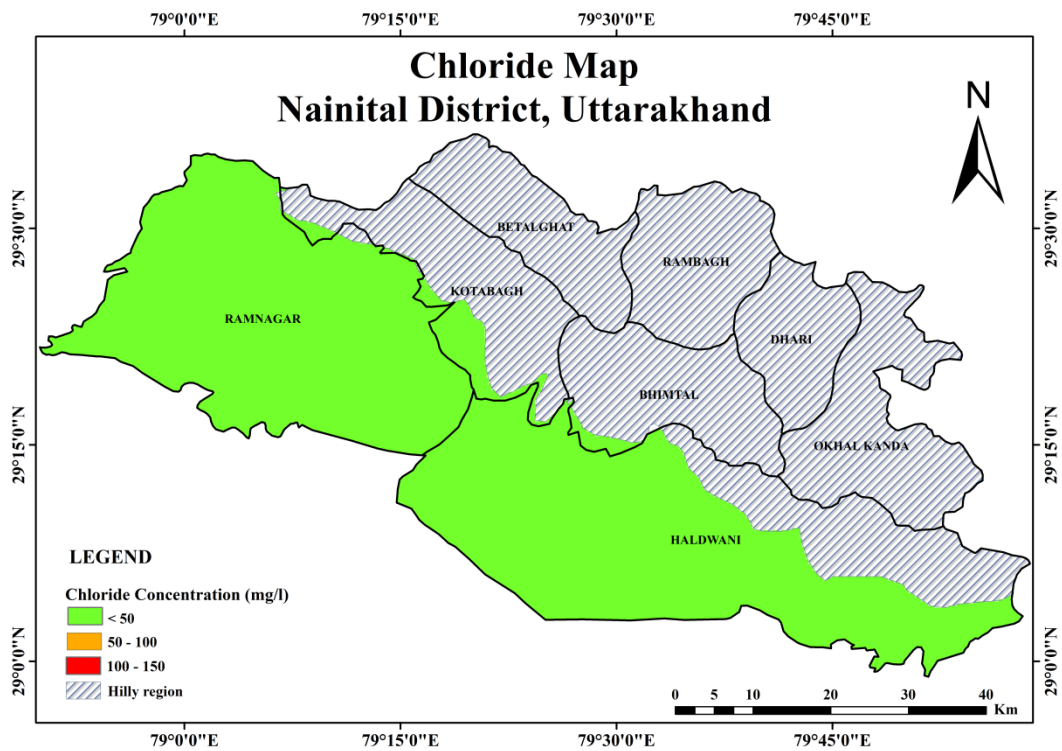 79°0'0"E 79°15'0"E 79°30'0"E 79°45'0"E
Chloride Map
Nainital District, Uttarakhand
N
29°30'0"N
29°30'0"N
BETALGHAT
RAMBAGH
KOTABAGH
RAMNAGAR
DHARI
BHIMTAL
29°15'0"N
29°15'0"N
OKHAL KANDA
HALDWANI
LEGEND
Chloride Concentration (mg/l)
< 50
50 - 100
100 - 150
Hilly region
29°0'0"N
29°0'0"N
0 5 10 20 30 40
Km
79°0'0"E 79°15'0"E 79°30'0"E 79°45'0"E